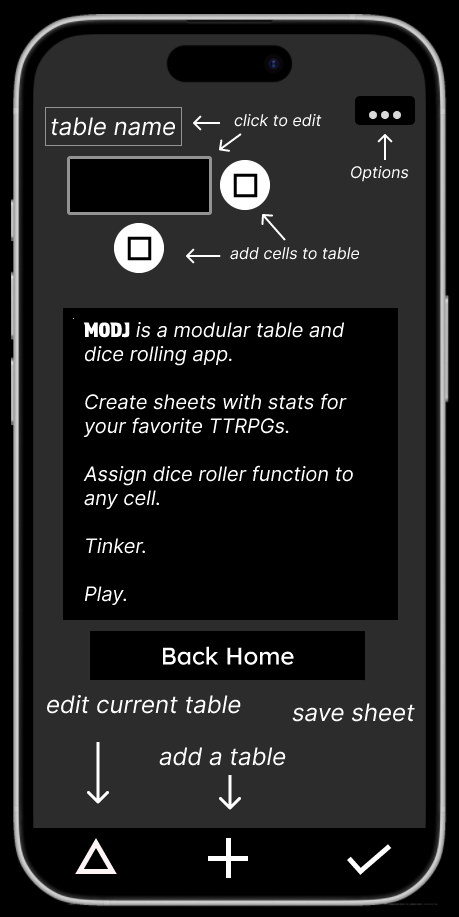 table name
click to edit
Options
add cells to table
MODJ is a modular table and
dice rolling app.
Create sheets with stats for
your favorite TTRPGs.
Assign dice roller function to
any cell.
Tinker.
Play.
Back Home
edit current table
save sheet
add a table